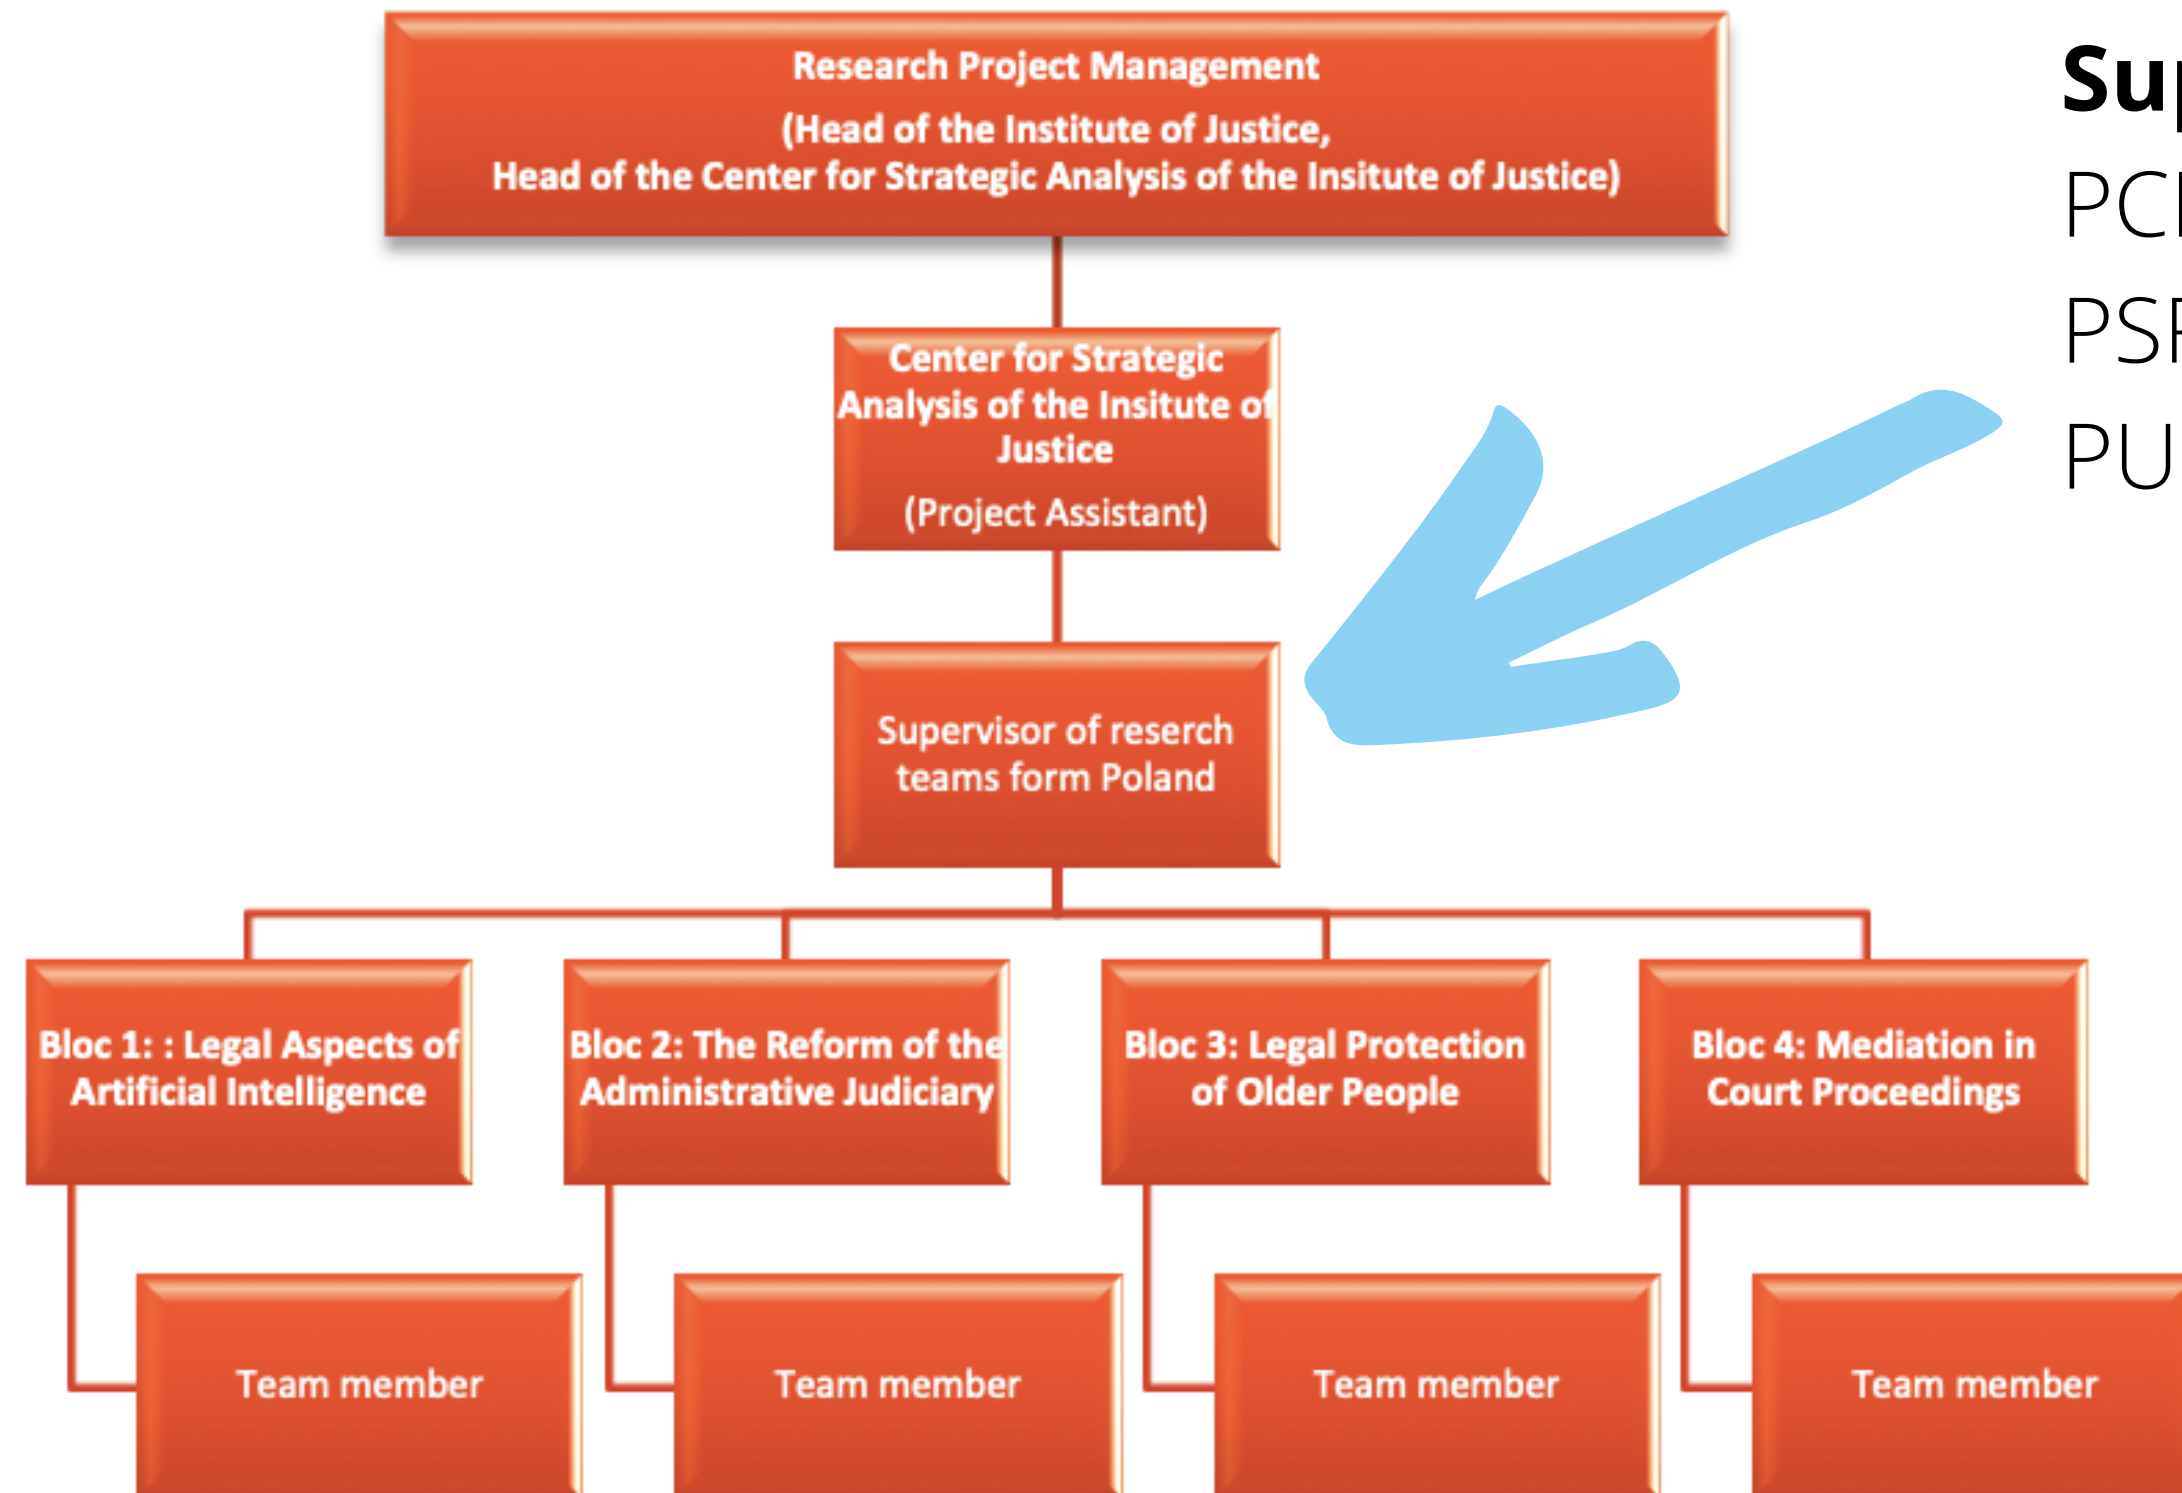 Research Project Management
(Head of the Institute of Justice,
Head of the Center for Strategic Analysis of the Insitute of Justice)
Center for Strategic
Analysis of the Insitute of
Justice
(Project Assistant)
Supervisor of reserch
teams form Poland
Bloc 1: : Legal Aspects of
Artificial Intelligence
Bloc 2: The Reform of the
Administrative Judiciary
Bloc 3: Legal Protection
of Older People
Bloc 4: Mediation in
Court Proceedings
Team member
Team member
Team member
Team member